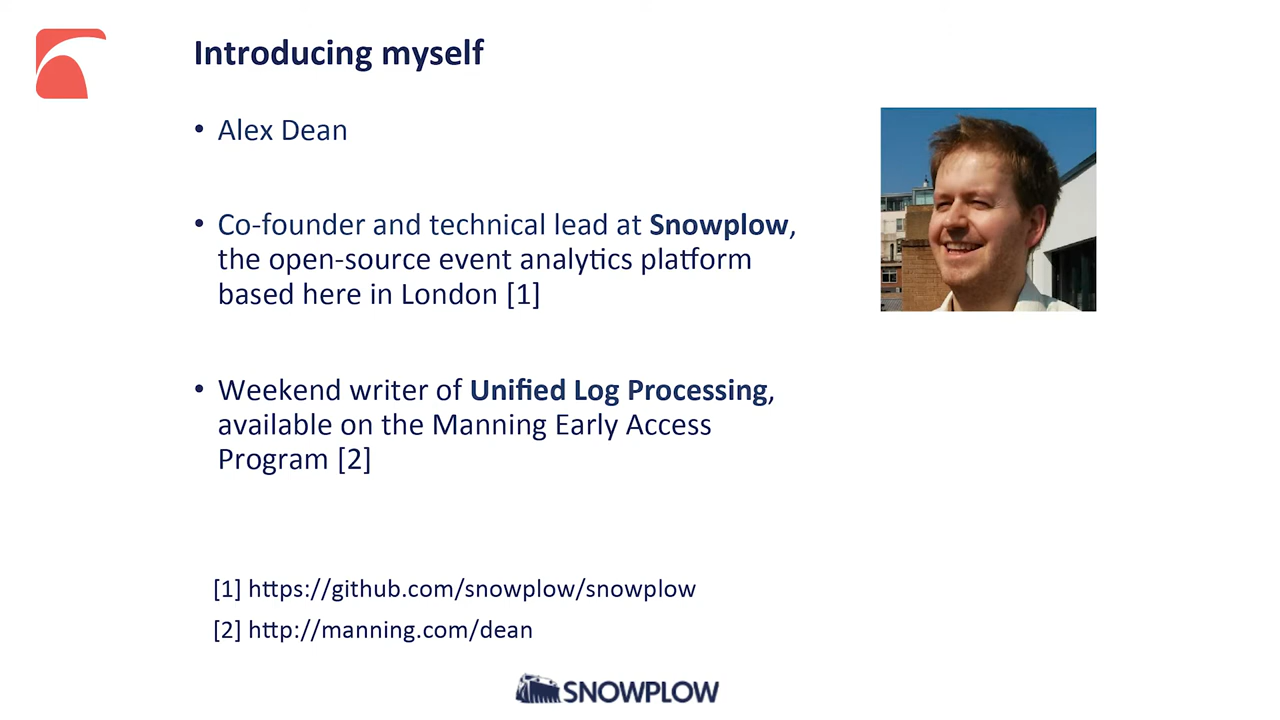 Introducing myself
• Alex Dean
• Co-founder and technical lead at Snowplow,
the open-source event analytics platform
based here in London [1]
• Weekend writer of Unified Log Processing,
available on the Manning Early Access
Program [2]
[1] https://github.com/snowplow/snowplow
[2] http://manning.com/dean
SNOWPLOW